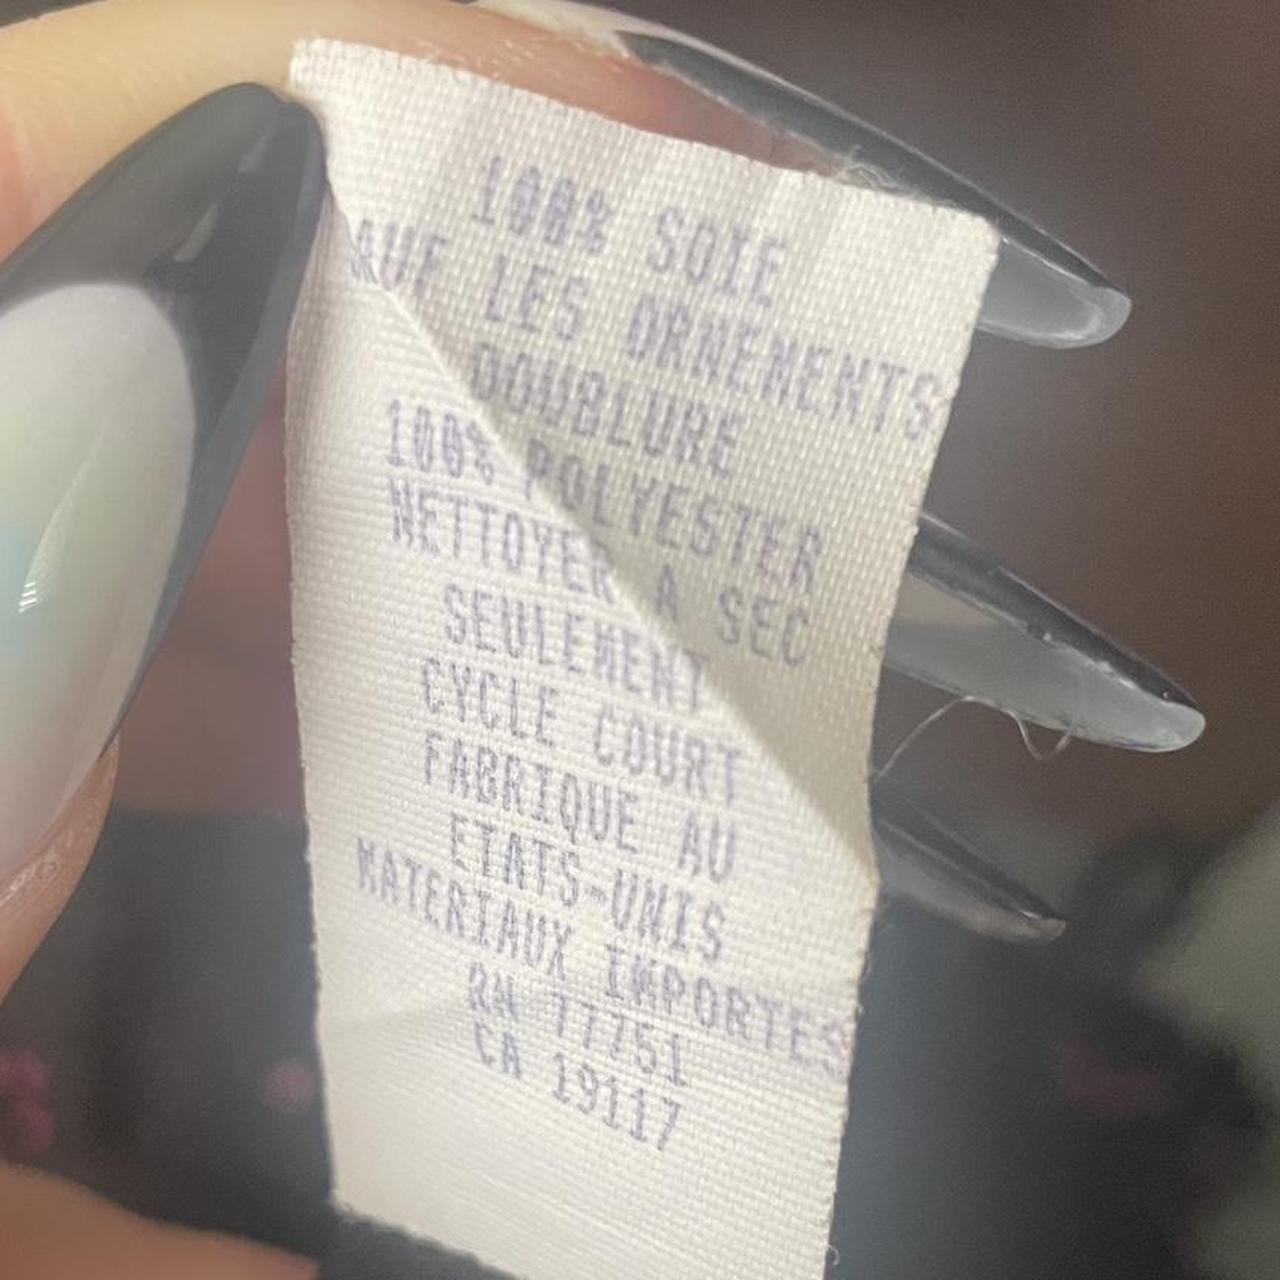 100% SOIE
LES ORNEMENTS
DOUBLURE
100% POLYESTER
NETTOYER A SEC
SEULEMENT
CYCLE COURT
FABRIQUE AU
ETATS-UNIS
MATERIAUX IMPORTES
RN 77751
CA 19117